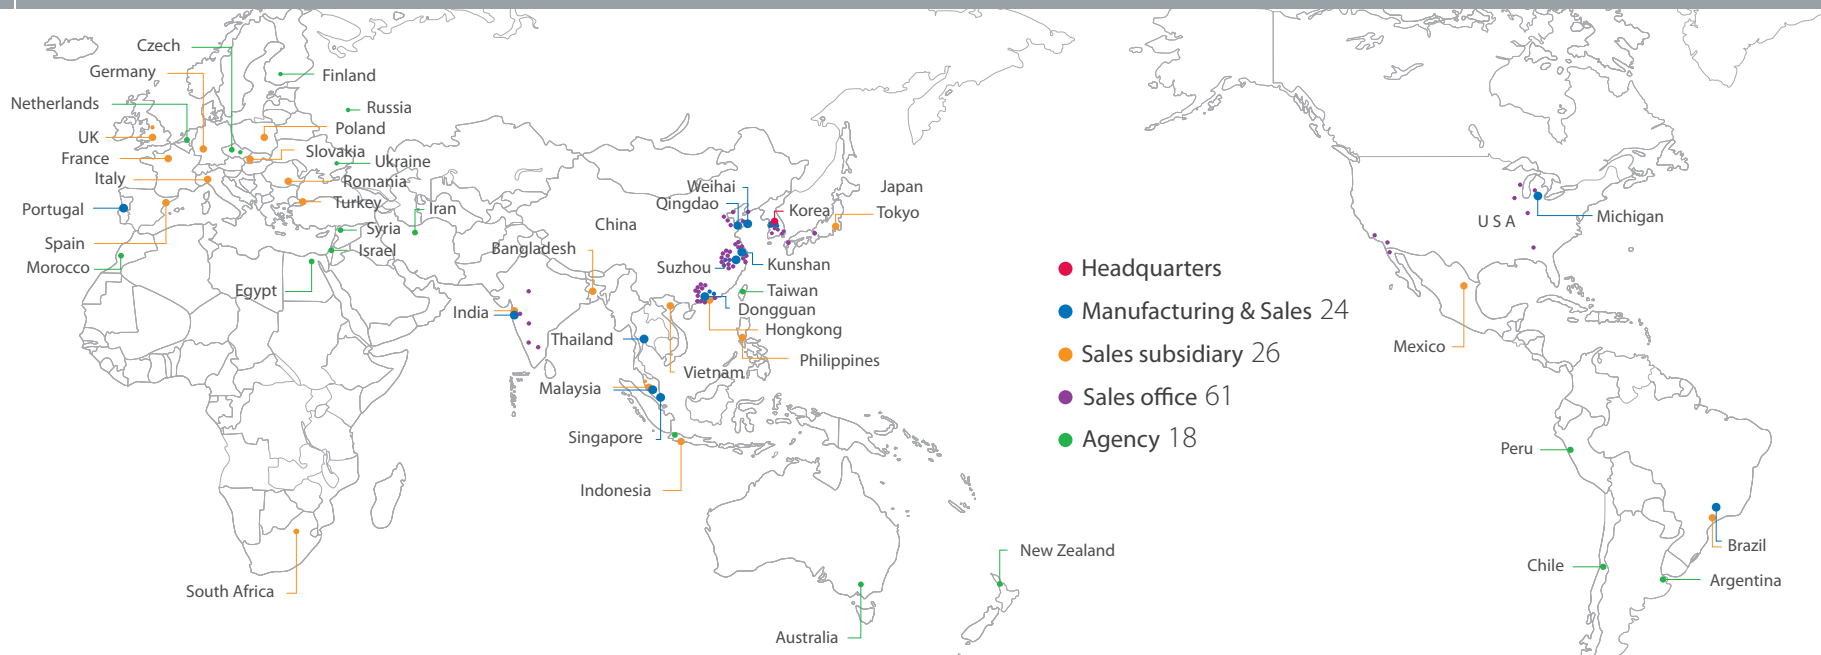 Czech
Germany
Finland
Netherlands
Russia
UK
Poland
France
Slovakia
Ukraine
Italy
Romania
Portugal
Turkey
Iran
Spain
Syria
Morocco
Israel
Egypt
South Africa
China
Bangladesh
India
Thailand
Malaysia
Singapore
Indonesia
Vietnam
Weihai
Qingdao
Korea
Japan
Tokyo
Suzhou
Kunshan
Taiwan
Dongguan
Hongkong
Philippines
Australia
New Zealand
Headquarters
Manufacturing & Sales 24
Sales subsidiary 26
Sales office 61
Agency 18
USA
Michigan
Mexico
Peru
Chile
Brazil
Argentina